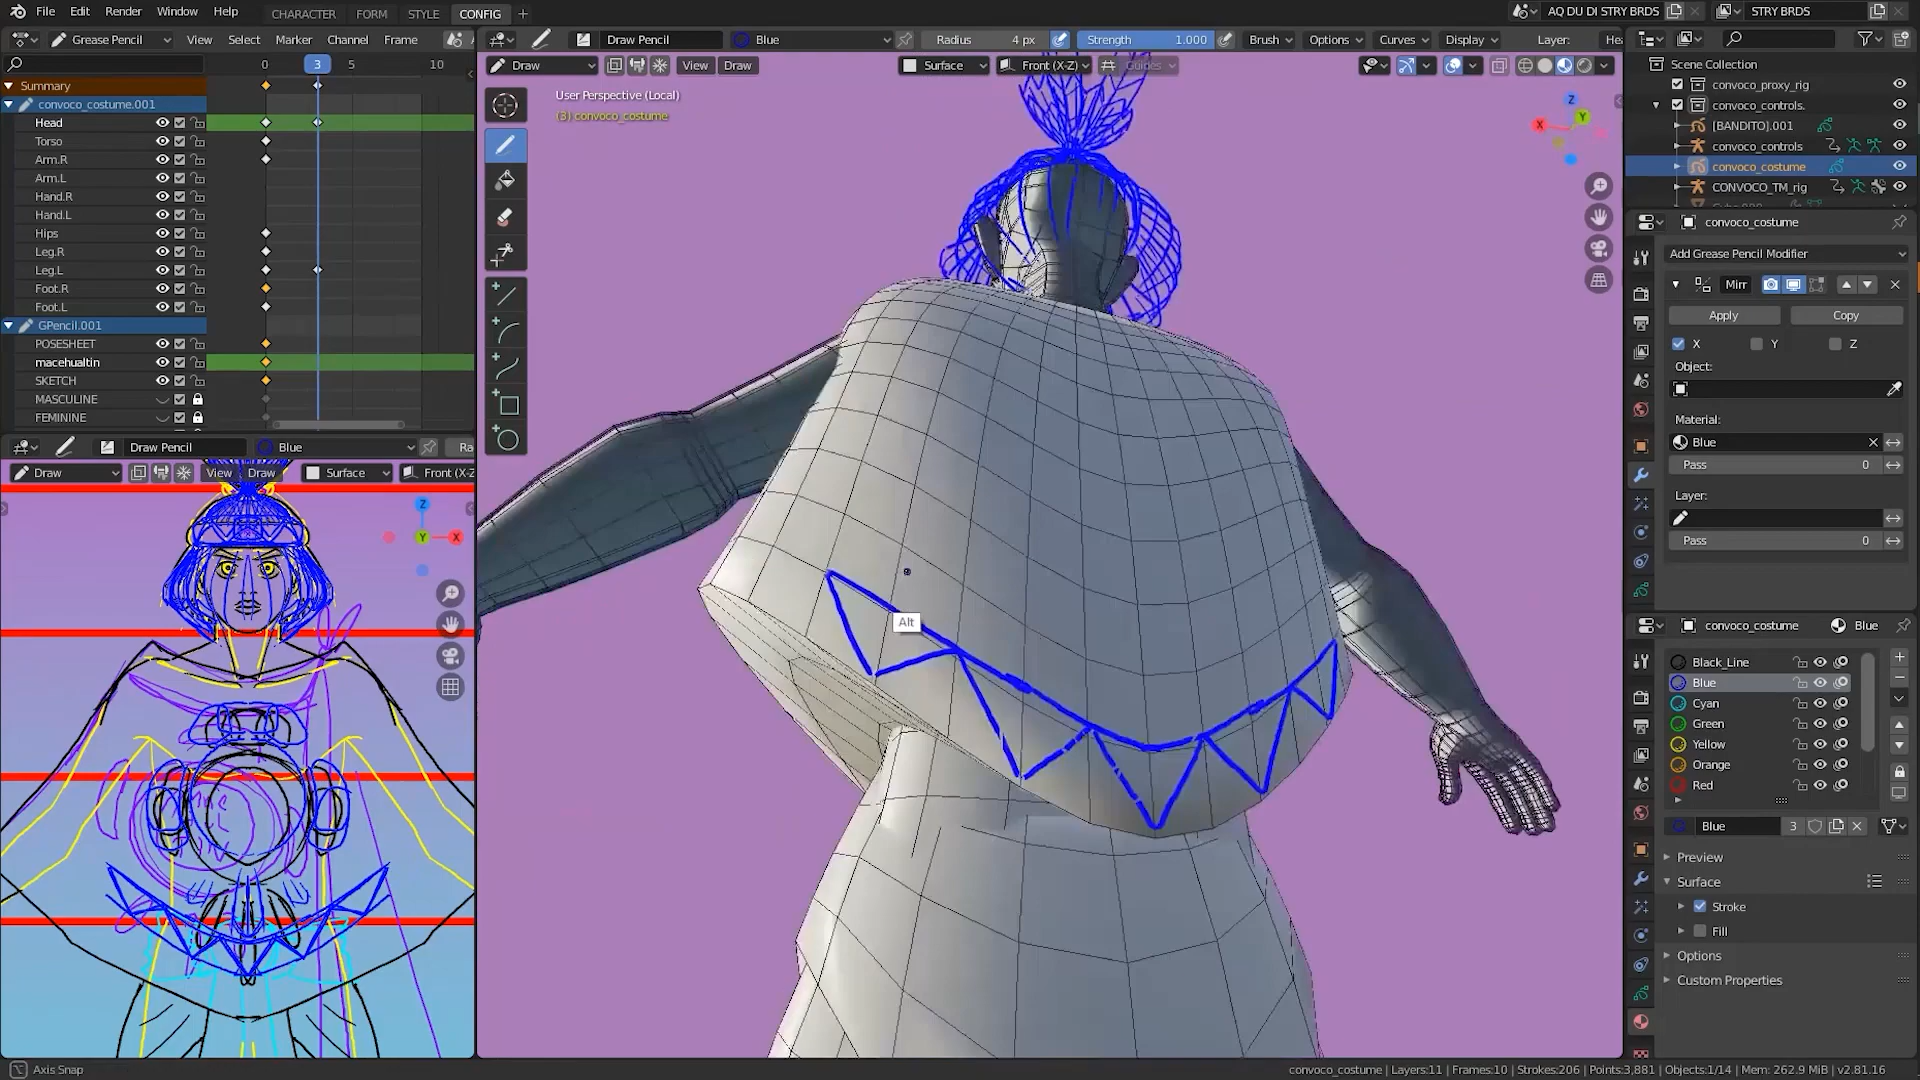 File Edit Render Window Help CHARACTER FORM STYLE CONFIG + AQ DU DI STRY BRDS STRY BRDS
Grease Pencil View Select Marker Channel Frame
Draw Pencil Blue Radius 4 px Strength 1.000 Brush Options Curves Display Layer: He
0 3 5 10
Draw View Draw Surface Front (X-Z) Guides
Summary
convoco_costume.001
Head
Torso
Arm.R
Arm.L
Hand.R
Hand.L
Hips
Leg.R
Leg.L
Foot.R
Foot.L
GPencil.001
POSESHEET
macehualtin
SKETCH
MASCULINE
FEMININE
Draw Pencil Blue Ra
Draw View Draw Surface Front (X-Z
Z
Y X
User Perspective (Local)
(3) convoco_costume
Z
X Y
Alt
Scene Collection
convoco_proxy_rig
convoco_controls.
[BANDITO].001
convoco_controls
convoco_costume
CONVOCO_TM_rig
convoco_costume
Add Grease Pencil Modifier
Mirr
Apply Copy
X Y Z
Object:
Material:
Blue
Pass 0
Layer:
Pass 0
convoco_costume Blue
Black_Line
Blue
Cyan
Green
Yellow
Orange
Red
Blue 3
Preview
Surface
Stroke
Fill
Options
Custom Properties
Axis Snap
convoco_costume | Layers:11 | Frames:10 | Strokes:206 | Points:3,881 | Objects:1/14 | Mem: 262.9 MiB | v2.81.16